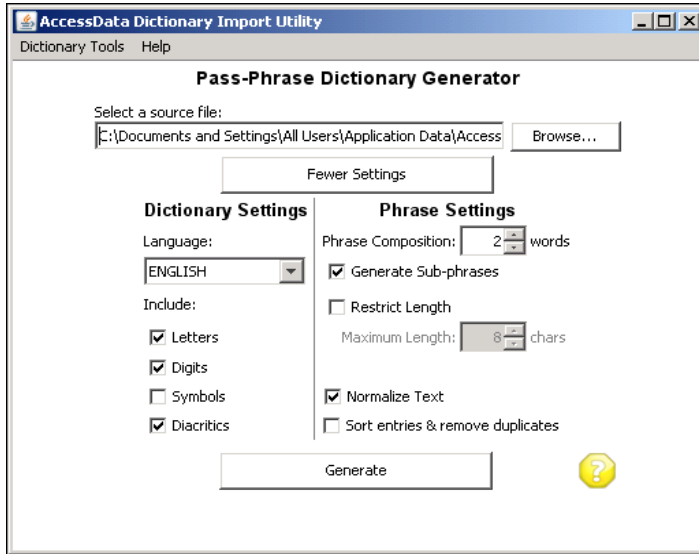 AccessData Dictionary Import Utility
Dictionary Tools Help
Pass-Phrase Dictionary Generator
Select a source file:
C:\Documents and Settings\All Users\Application Data\Access Browse...
Fewer Settings
Dictionary Settings Phrase Settings
Language: Phrase Composition: 2 words
ENGLISH Generate Sub-phrases
Include: Restrict Length
Letters Maximum Length: 8 chars
Digits
Symbols Normalize Text
Diacritics Sort entries & remove duplicates
Generate ?